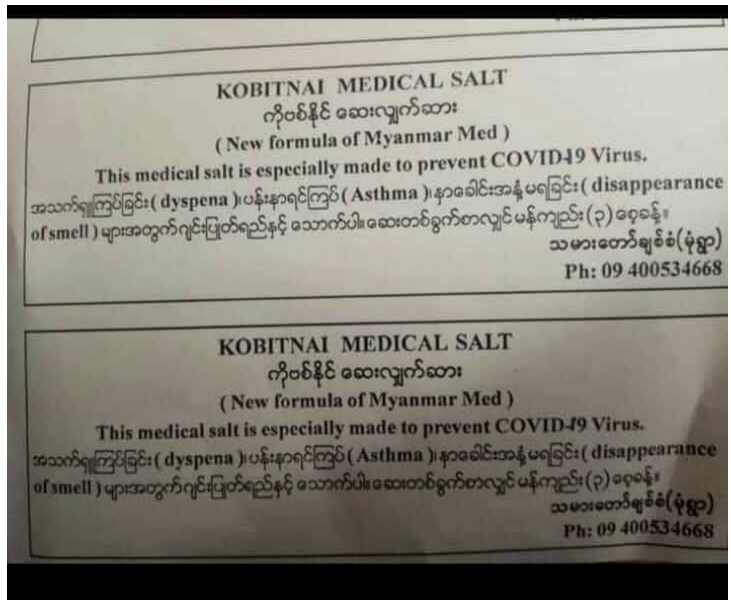 KOBITNAI MEDICAL SALT
ကိုဗစ်နိုင် ဆေးလျှက်ဆား
( New formula of Myanmar Med )
This medical salt is especially made to prevent COVID-19 Virus.
အသက်ရှူကြပ်ခြင်း( dyspena )၊ပန်းနာရင်ကြပ်( Asthma )၊နှာခေါင်းအနံ့မရခြင်း( disappearance
of smell ) များအတွက်ဂျင်းပြုတ်ရည်နှင့် သောက်ပါ။ဆေးတစ်ခွက်စာလျှင်မန်ကျည်း(၃)စေ့ခန့်။
သမားတော်ချစ်စံ(မုံရွာ)
Ph: 09 400534668
KOBITNAI MEDICAL SALT
ကိုဗစ်နိုင် ဆေးလျှက်ဆား
( New formula of Myanmar Med )
This medical salt is especially made to prevent COVID-19 Virus.
အသက်ရှူကြပ်ခြင်း( dyspena )၊ပန်းနာရင်ကြပ်( Asthma )၊နှာခေါင်းအနံ့မရခြင်း( disappearance
of smell ) များအတွက်ဂျင်းပြုတ်ရည်နှင့် သောက်ပါ။ဆေးတစ်ခွက်စာလျှင်မန်ကျည်း(၃)စေ့ခန့်။
သမားတော်ချစ်စံ(မုံရွာ)
Ph: 09 400534668